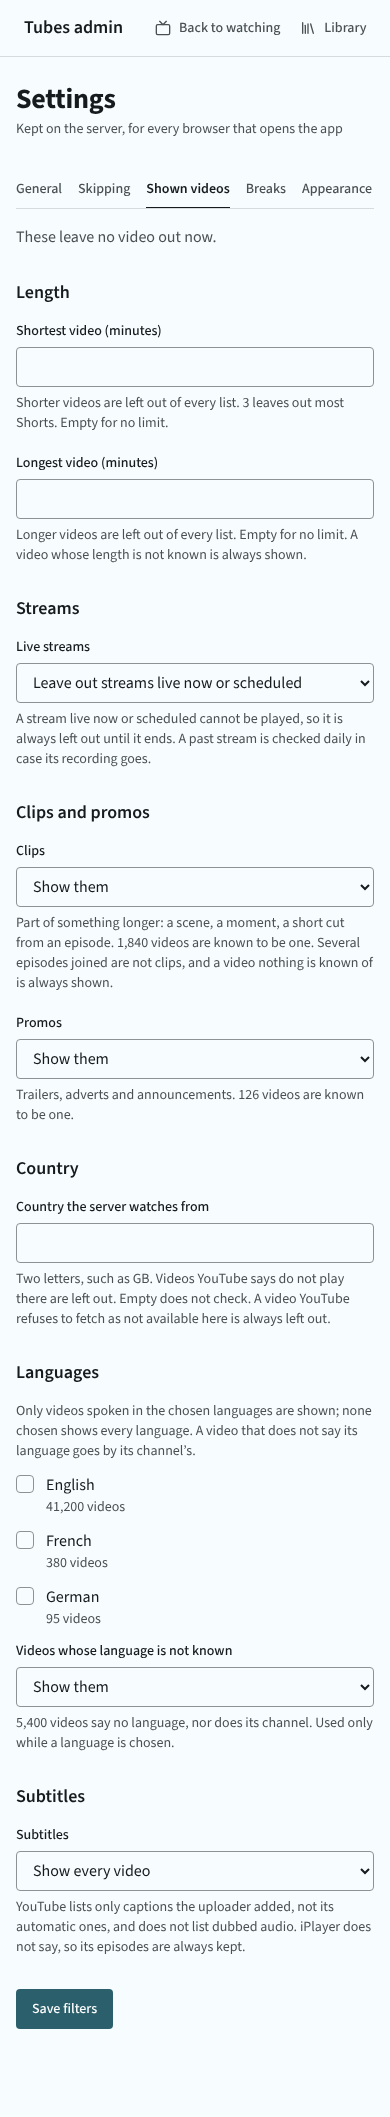 Tubes admin
Back to watching
Library
Settings
Kept on the server, for every browser that opens the app
General
Skipping
Shown videos
Breaks
Appearance
These leave no video out now.
Length
Shortest video (minutes)
Shorter videos are left out of every list. 3 leaves out most
Shorts. Empty for no limit.
Longest video (minutes)
Longer videos are left out of every list. Empty for no limit. A
video whose length is not known is always shown.
Streams
Live streams
Leave out streams live now or scheduled
A stream live now or scheduled cannot be played, so it is
always left out until it ends. A past stream is checked daily in
case its recording goes.
Clips and promos
Clips
Show them
Part of something longer: a scene, a moment, a short cut
from an episode. 1,840 videos are known to be one. Several
episodes joined are not clips, and a video nothing is known of
is always shown.
Promos
Show them
Trailers, adverts and announcements. 126 videos are known
to be one.
Country
Country the server watches from
Two letters, such as GB. Videos YouTube says do not play
there are left out. Empty does not check. A video YouTube
refuses to fetch as not available here is always left out.
Languages
Only videos spoken in the chosen languages are shown; none
chosen shows every language. A video that does not say its
language goes by its channel’s.
English
41,200 videos
French
380 videos
German
95 videos
Videos whose language is not known
Show them
5,400 videos say no language, nor does its channel. Used only
while a language is chosen.
Subtitles
Subtitles
Show every video
YouTube lists only captions the uploader added, not its
automatic ones, and does not list dubbed audio. iPlayer does
not say, so its episodes are always kept.
Save filters